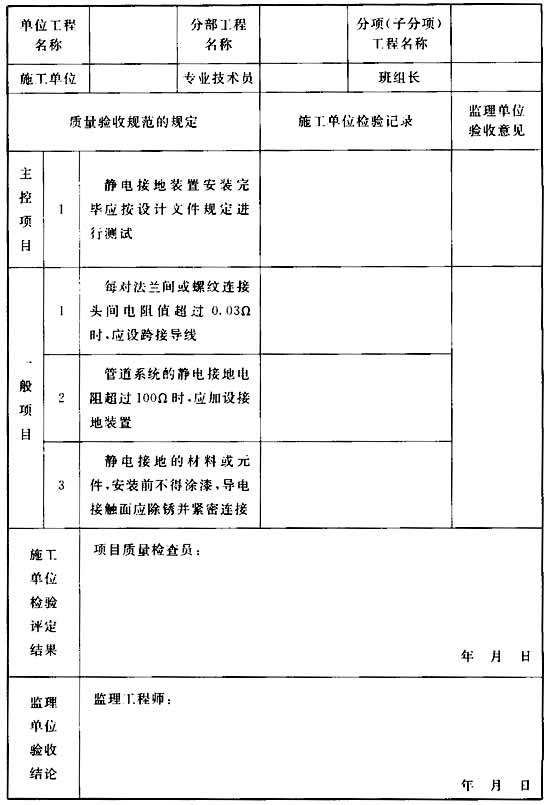 单位工程
名称
分部工程
名称
分项(子分项)
工程名称
施工单位
专业技术员
班组长
质量验收规范的规定
施工单位检验记录
监理单位
验收意见
主控项目
1
静电接地装置安装完
毕应按设计文件规定进
行测试
一般项目
1
每对法兰间或螺纹连接
头间电阻值超过 0.03Ω
时,应设跨接导线
2
管道系统的静电接地电
阻超过100Ω时,应加设接
地装置
3
静电接地的材料或元
件,安装前不得涂漆,导电
接触面应除锈并紧密连接
施工
单位
检验
评定
结果
项目质量检查员:
年 月 日
监理
单位
验收
结论
监理工程师:
年 月 日